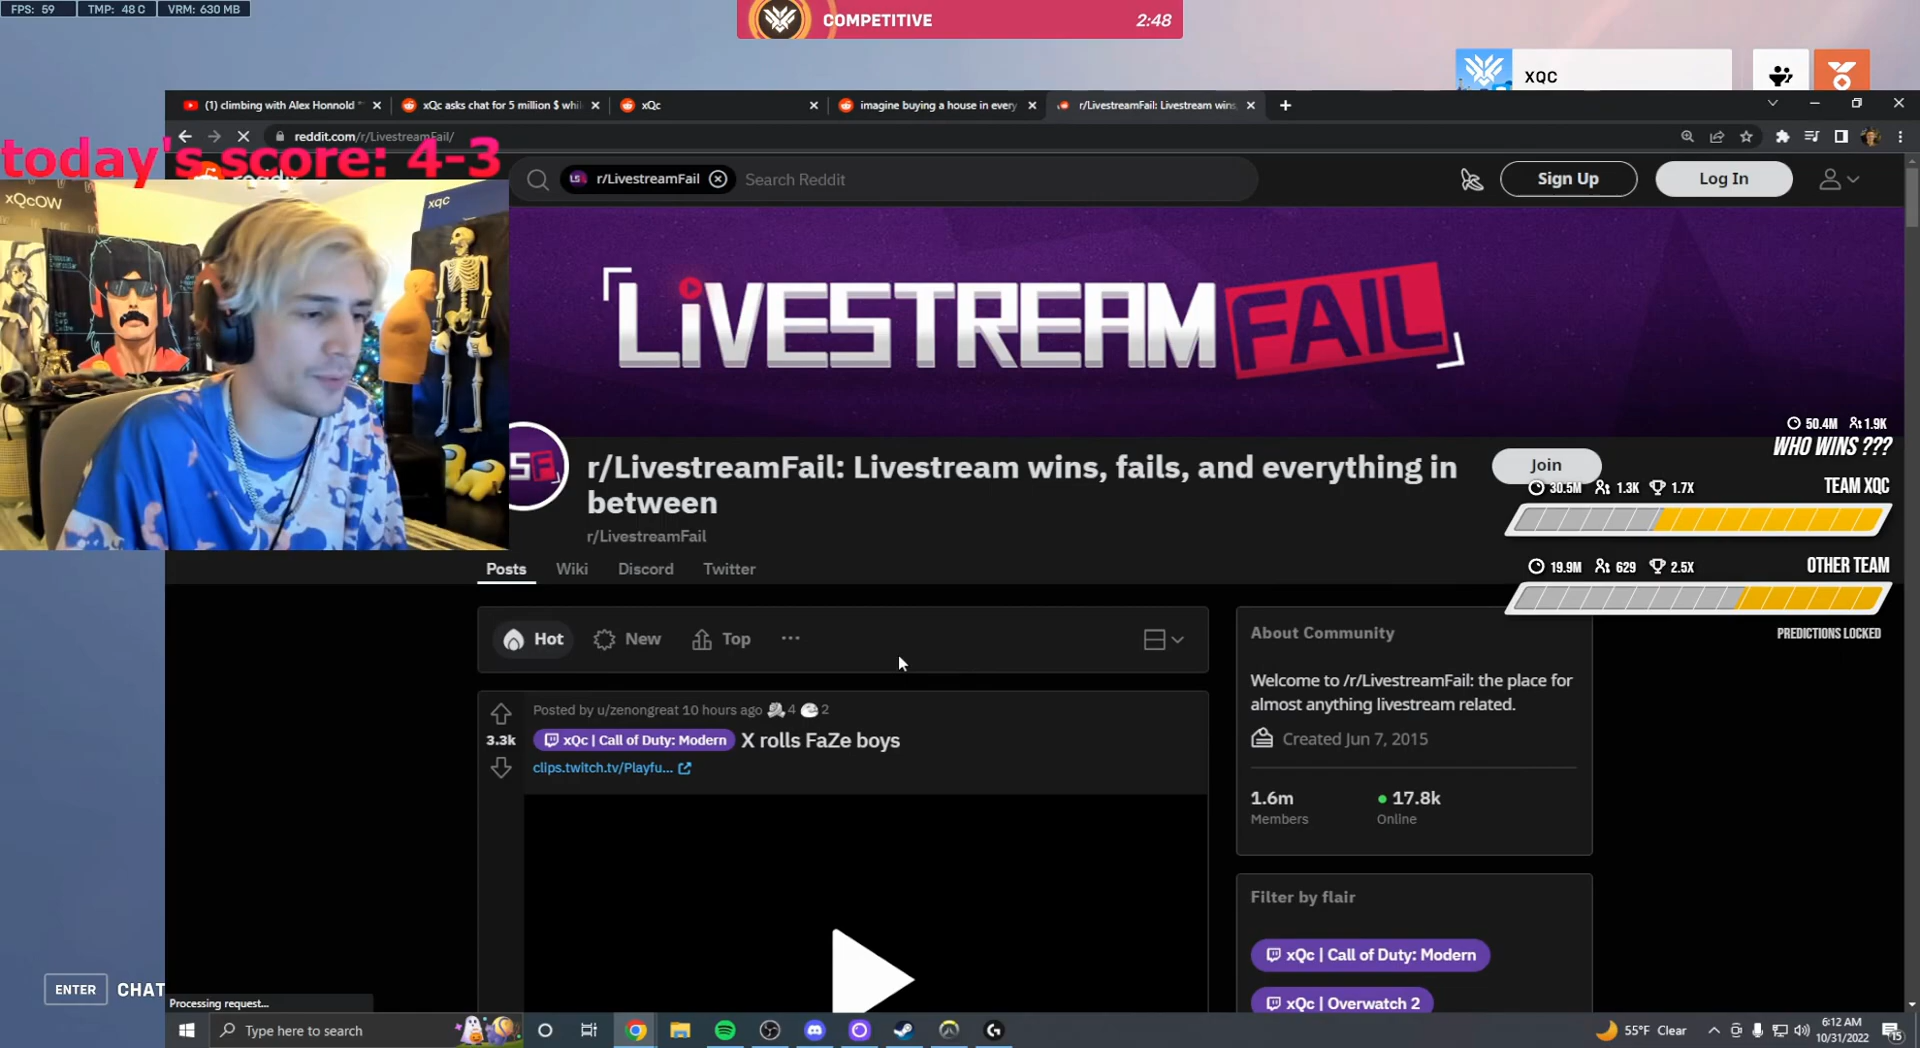 FPS: 59 TMP: 48 C VRM: 630 MB
COMPETITIVE 2:48
XQC
(1) climbing with Alex Honnold
xQc asks chat for 5 million $ whil
xQc
imagine buying a house in every
r/LivestreamFail: Livestream wins,
reddit.com/r/LivestreamFail/
today's score: 4-3
reddit
r/LivestreamFail
Search Reddit
Sign Up
Log In
xQcOW
xqc
LiVESTREAMFAIL
50.4M 1.9K
WHO WINS ???
r/LivestreamFail: Livestream wins, fails, and everything in
between
r/LivestreamFail
Join
30.5M 1.3K 1.7X TEAM XQC
19.9M 629 2.5X OTHER TEAM
PREDICTIONS LOCKED
Posts Wiki Discord Twitter
Hot New Top ...
Posted by u/zenongreat 10 hours ago 4 2
3.3k
xQc | Call of Duty: Modern X rolls FaZe boys
clips.twitch.tv/Playfu...
About Community
Welcome to /r/LivestreamFail: the place for
almost anything livestream related.
Created Jun 7, 2015
1.6m 17.8k
Members Online
Filter by flair
xQc | Call of Duty: Modern
xQc | Overwatch 2
ENTER CHAT
Processing request...
Type here to search
55°F Clear
6:12 AM
10/31/2022
15